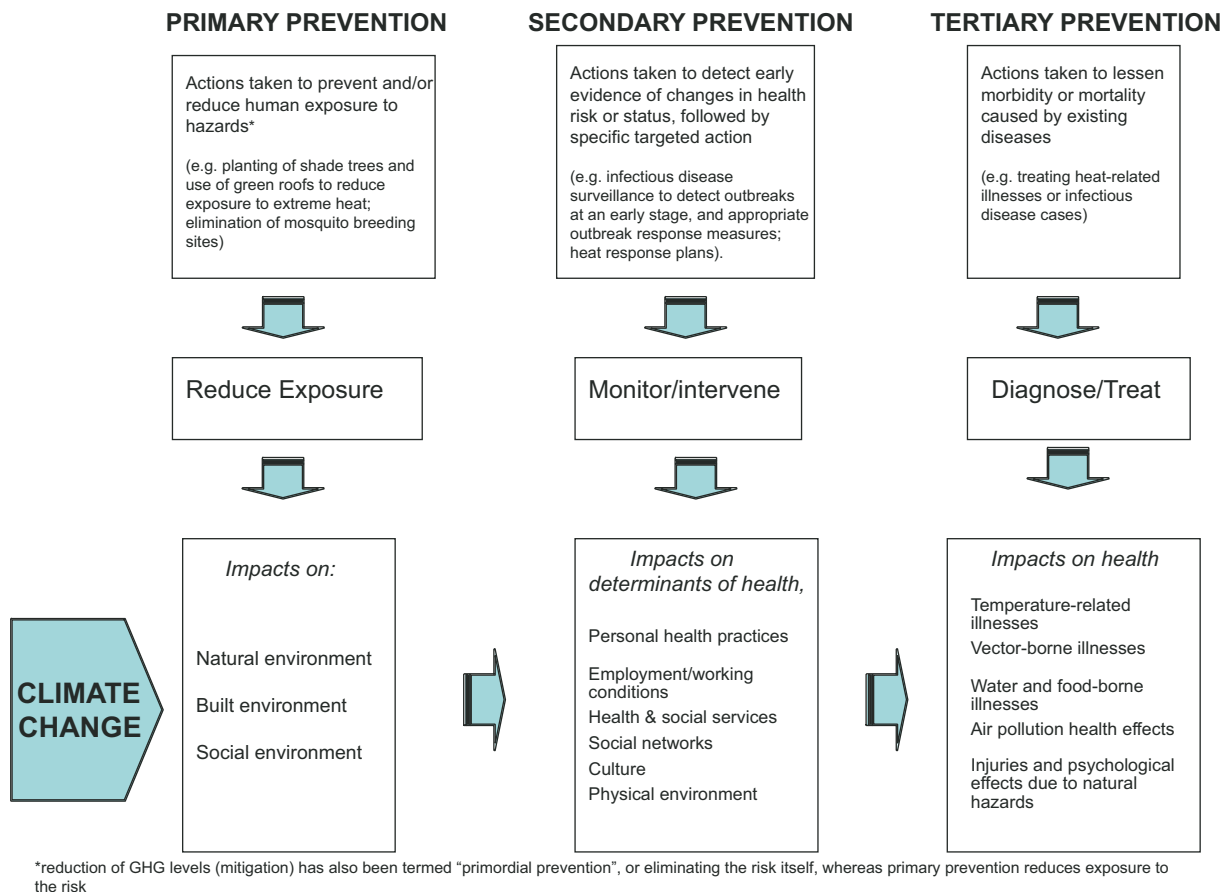 PRIMARY PREVENTION
Actions taken to prevent and/or
reduce human exposure to
hazards*
(e.g. planting of shade trees and
use of green roofs to reduce
exposure to extreme heat;
elimination of mosquito breeding
sites)
Reduce Exposure
SECONDARY PREVENTION
Actions taken to detect early
evidence of changes in health
risk or status, followed by
specific targeted action
(e.g. infectious disease
surveillance to detect outbreaks
at an early stage, and appropriate
outbreak response measures;
heat response plans).
Monitor/intervene
TERTIARY PREVENTION
Actions taken to lessen
morbidity or mortality
caused by existing
diseases
(e.g. treating heat-related
illnesses or infectious
disease cases)
Diagnose/Treat
CLIMATE
CHANGE
Impacts on:
Natural environment
Built environment
Social environment
Impacts on
determinants of health,
Personal health practices
Employment/working
conditions
Health & social services
Social networks
Culture
Physical environment
Impacts on health
Temperature-related
illnesses
Vector-borne illnesses
Water and food-borne
illnesses
Air pollution health effects
Injuries and psychological
effects due to natural
hazards
*reduction of GHG levels (mitigation) has also been termed “primordial prevention”, or eliminating the risk itself, whereas primary prevention reduces exposure to
the risk